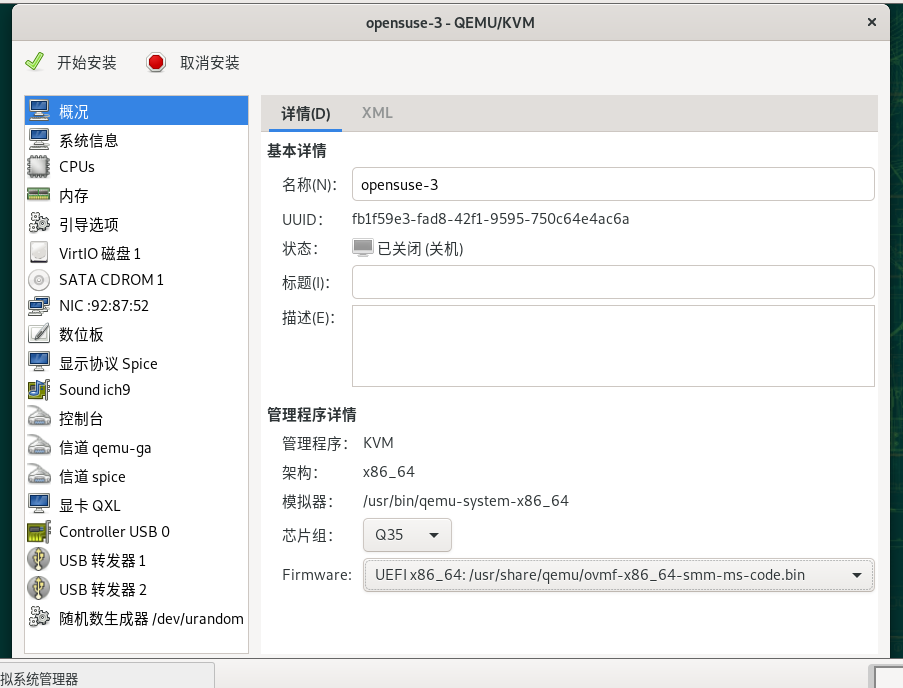 opensuse-3 - QEMU/KVM
开始安装 取消安装
概况
系统信息
CPUs
内存
引导选项
VirtIO 磁盘 1
SATA CDROM 1
NIC :92:87:52
数位板
显示协议 Spice
Sound ich9
控制台
信道 qemu-ga
信道 spice
显卡 QXL
Controller USB 0
USB 转发器 1
USB 转发器 2
随机数生成器 /dev/urandom
详情(D) XML
基本详情
名称(N): opensuse-3
UUID: fb1f59e3-fad8-42f1-9595-750c64e4ac6a
状态: 已关闭 (关机)
标题(I):
描述(E):
管理程序详情
管理程序: KVM
架构: x86_64
模拟器: /usr/bin/qemu-system-x86_64
芯片组: Q35
Firmware: UEFI x86_64: /usr/share/qemu/ovmf-x86_64-smm-ms-code.bin
拟系统管理器